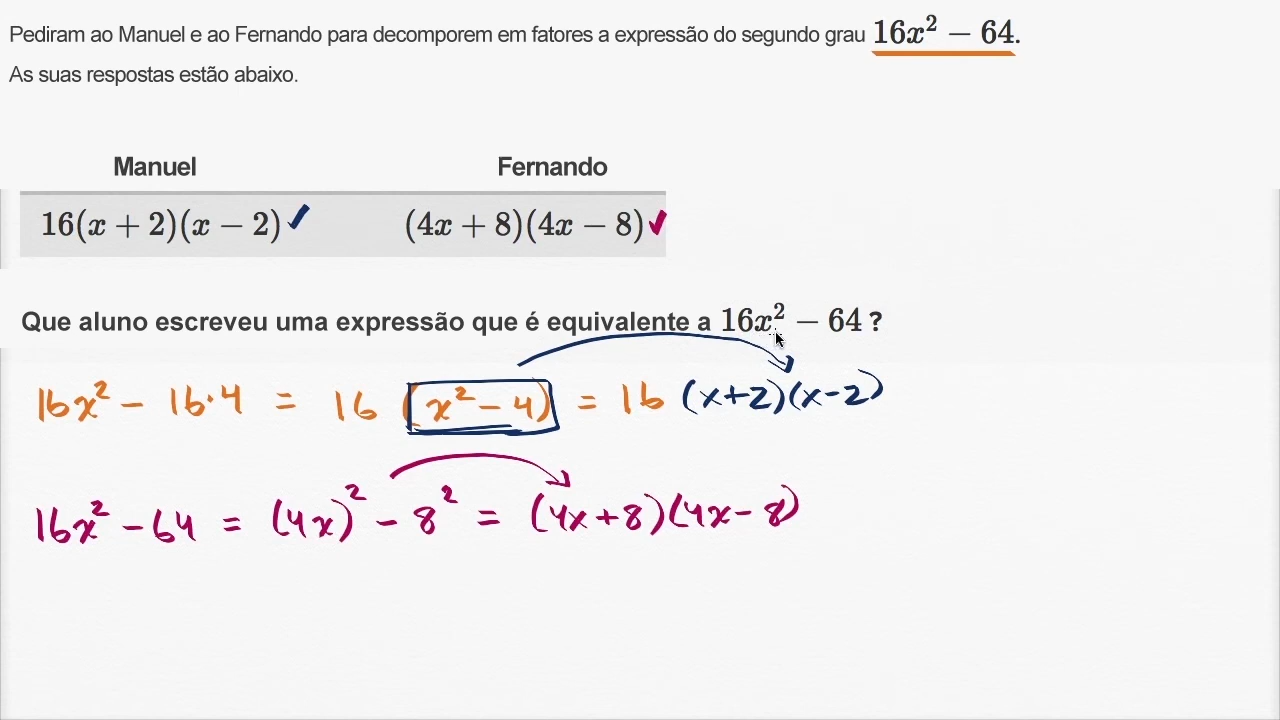 Pediram ao Manuel e ao Fernando para decomporem em fatores a expressão do segundo grau 16x² − 64.
As suas respostas estão abaixo.
Manuel Fernando
16(x + 2)(x − 2) ✓ (4x + 8)(4x − 8) ✓
Que aluno escreveu uma expressão que é equivalente a 16x² − 64 ?
16x² − 16·4 = 16 (x² − 4) = 16 (x+2)(x−2)
16x² − 64 = (4x)² − 8² = (4x+8)(4x−8)